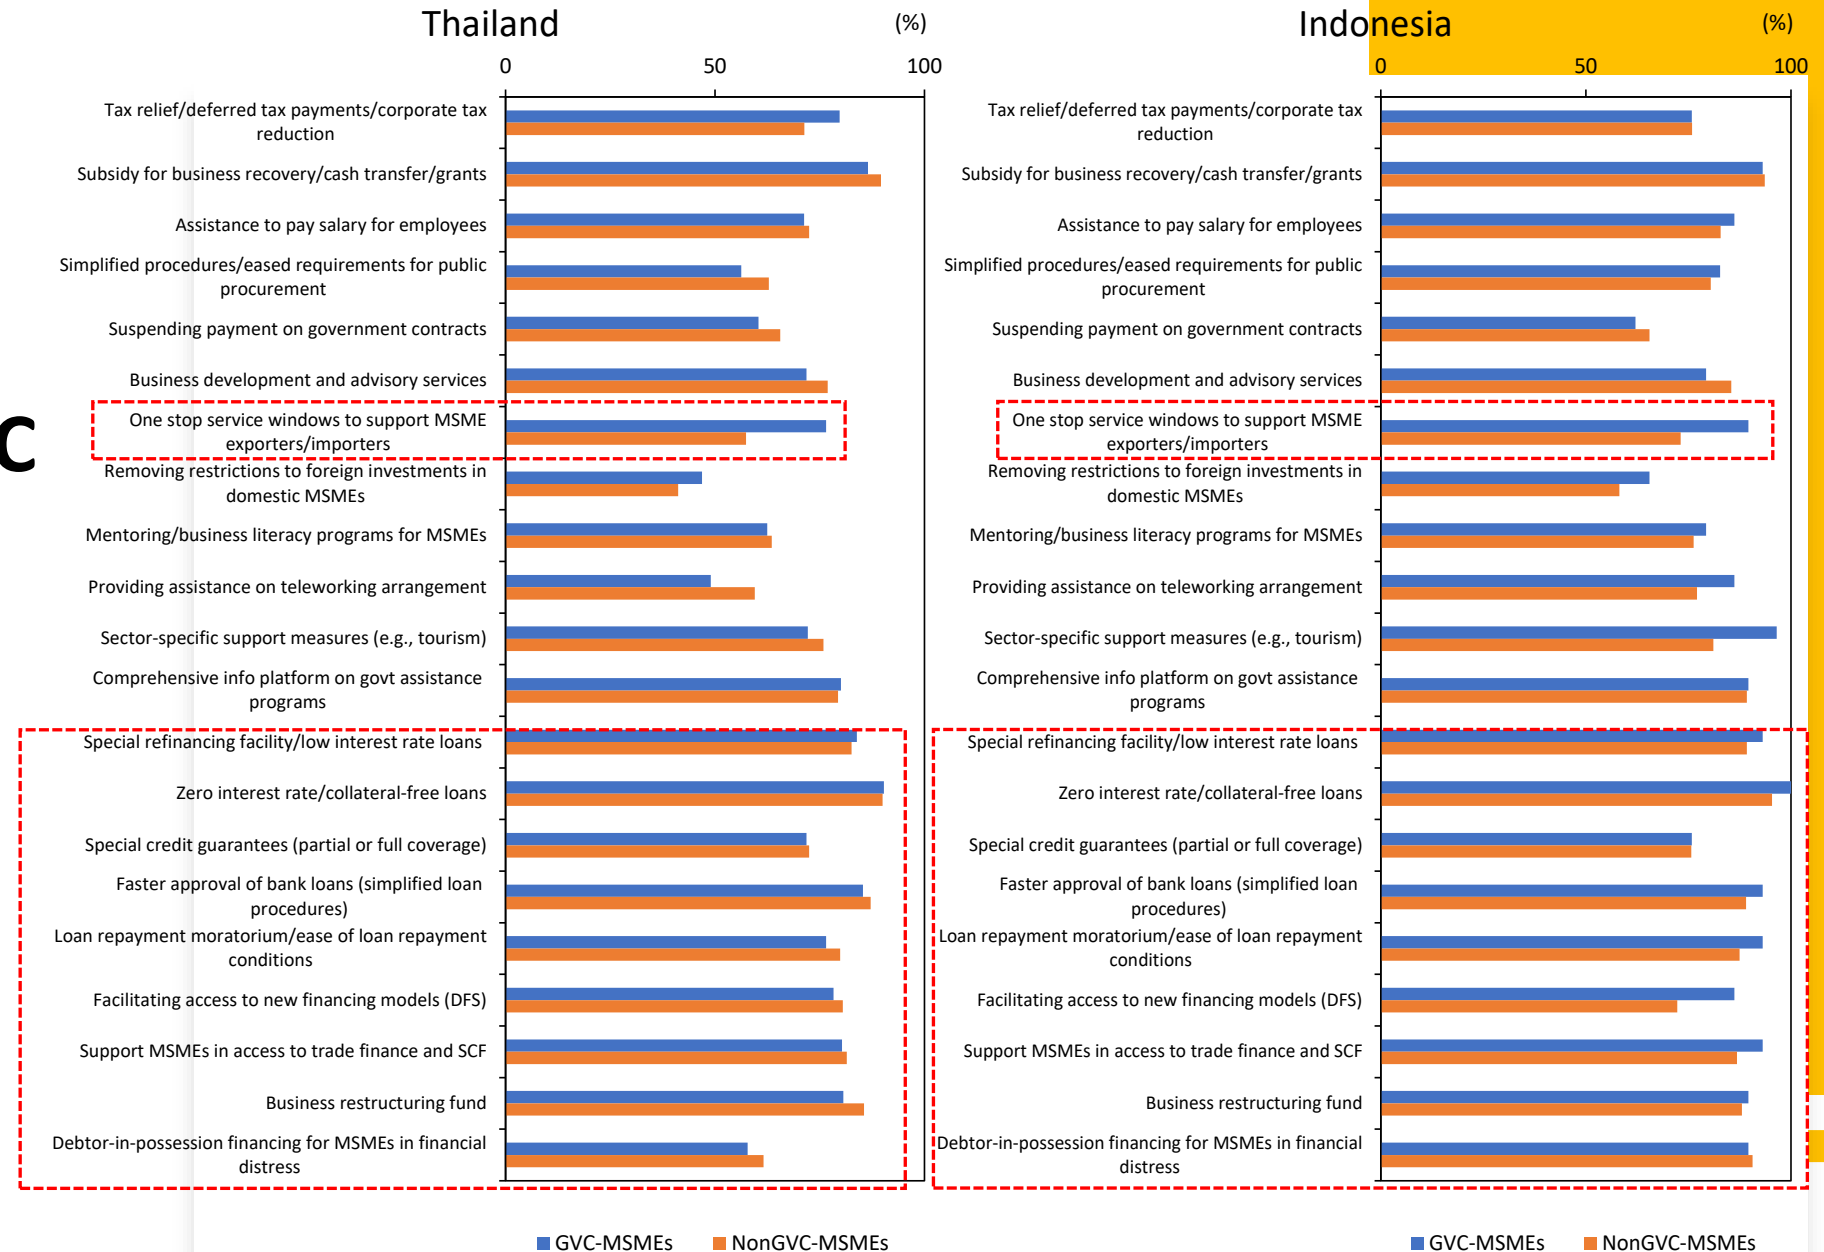 Thailand
(%)
0 50 100
Tax relief/deferred tax payments/corporate tax
reduction
Subsidy for business recovery/cash transfer/grants
Assistance to pay salary for employees
Simplified procedures/eased requirements for public
procurement
Suspending payment on government contracts
Business development and advisory services
One stop service windows to support MSME
exporters/importers
Removing restrictions to foreign investments in
domestic MSMEs
Mentoring/business literacy programs for MSMEs
Providing assistance on teleworking arrangement
Sector-specific support measures (e.g., tourism)
Comprehensive info platform on govt assistance
programs
Special refinancing facility/low interest rate loans
Zero interest rate/collateral-free loans
Special credit guarantees (partial or full coverage)
Faster approval of bank loans (simplified loan
procedures)
Loan repayment moratorium/ease of loan repayment
conditions
Facilitating access to new financing models (DFS)
Support MSMEs in access to trade finance and SCF
Business restructuring fund
Debtor-in-possession financing for MSMEs in financial
distress
GVC-MSMEs NonGVC-MSMEs
C
Indonesia
(%)
0 50 100
Tax relief/deferred tax payments/corporate tax
reduction
Subsidy for business recovery/cash transfer/grants
Assistance to pay salary for employees
Simplified procedures/eased requirements for public
procurement
Suspending payment on government contracts
Business development and advisory services
One stop service windows to support MSME
exporters/importers
Removing restrictions to foreign investments in
domestic MSMEs
Mentoring/business literacy programs for MSMEs
Providing assistance on teleworking arrangement
Sector-specific support measures (e.g., tourism)
Comprehensive info platform on govt assistance
programs
Special refinancing facility/low interest rate loans
Zero interest rate/collateral-free loans
Special credit guarantees (partial or full coverage)
Faster approval of bank loans (simplified loan
procedures)
Loan repayment moratorium/ease of loan repayment
conditions
Facilitating access to new financing models (DFS)
Support MSMEs in access to trade finance and SCF
Business restructuring fund
Debtor-in-possession financing for MSMEs in financial
distress
GVC-MSMEs NonGVC-MSMEs